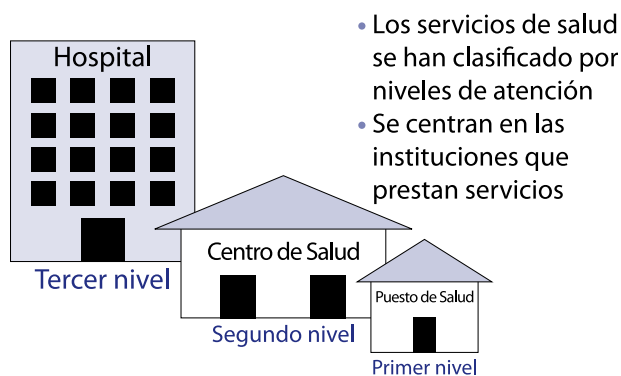 • Los servicios de salud
se han clasificado por
niveles de atención
• Se centran en las
instituciones que
prestan servicios
Hospital
Tercer nivel
Centro de Salud
Segundo nivel
Puesto de Salud
Primer nivel